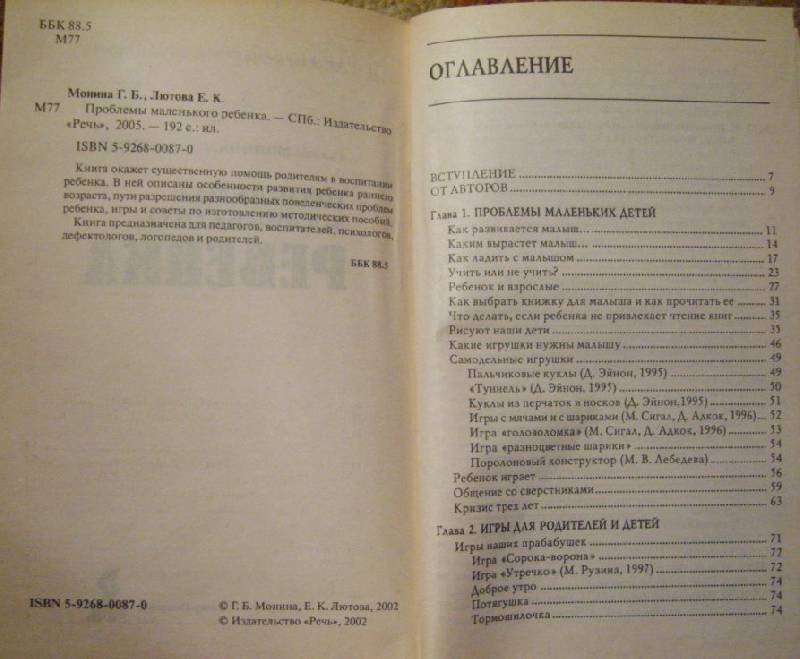 ББК 88.5
М77
Монина Г. Б., Лютова Е. К.
М77 Проблемы маленького ребенка. — СПб.: Издательство
«Речь», 2005. — 192 с.: ил.
ISBN 5-9268-0087-0
Книга окажет существенную помощь родителям в воспитании
ребенка. В ней описаны особенности развития ребенка раннего
возраста, пути разрешения разнообразных поведенческих проблем
ребенка, игры и советы по изготовлению методических пособий.
Книга предназначена для педагогов, воспитателей, психологов,
дефектологов, логопедов и родителей.
ББК 88.5
ISBN 5-9268-0087-0
© Г. Б. Монина, Е. К. Лютова, 2002
© Издательство «Речь», 2002
ОГЛАВЛЕНИЕ
ВСТУПЛЕНИЕ 7
ОТ АВТОРОВ 9
Глава 1. ПРОБЛЕМЫ МАЛЕНЬКИХ ДЕТЕЙ
Как развивается малыш... 11
Каким вырастет малыш... 14
Как ладить с малышом 17
Учить или не учить? 23
Ребенок и взрослые 27
Как выбрать книжку для малыша и как прочитать ее 31
Что делать, если ребенка не привлекает чтение книг 35
Рисуют наши дети 35
Какие игрушки нужны малышу 46
Самодельные игрушки 49
Пальчиковые куклы (Д. Эйнон, 1995) 49
«Туннель» (Д. Эйнон, 1995) 50
Куклы из перчаток и носков (Д. Эйнон,1995) 51
Игры с мячами и с шариками (М. Сигал, Д. Адкок, 1996) 52
Игра «головоломка» (М. Сигал, Д. Адкок, 1996) 53
Игра «разноцветные шарики» 54
Поролоновый конструктор (М. В. Лебедева) 54
Ребенок играет 56
Общение со сверстниками 59
Кризис трех лет 63
Глава 2. ИГРЫ ДЛЯ РОДИТЕЛЕЙ И ДЕТЕЙ
Игры наших прабабушек 71
Игра «Сорока-ворона» 72
Игра «Утречко» (М. Рузина, 1997) 72
Доброе утро 74
Потягушка 74
Тормошилочка 74